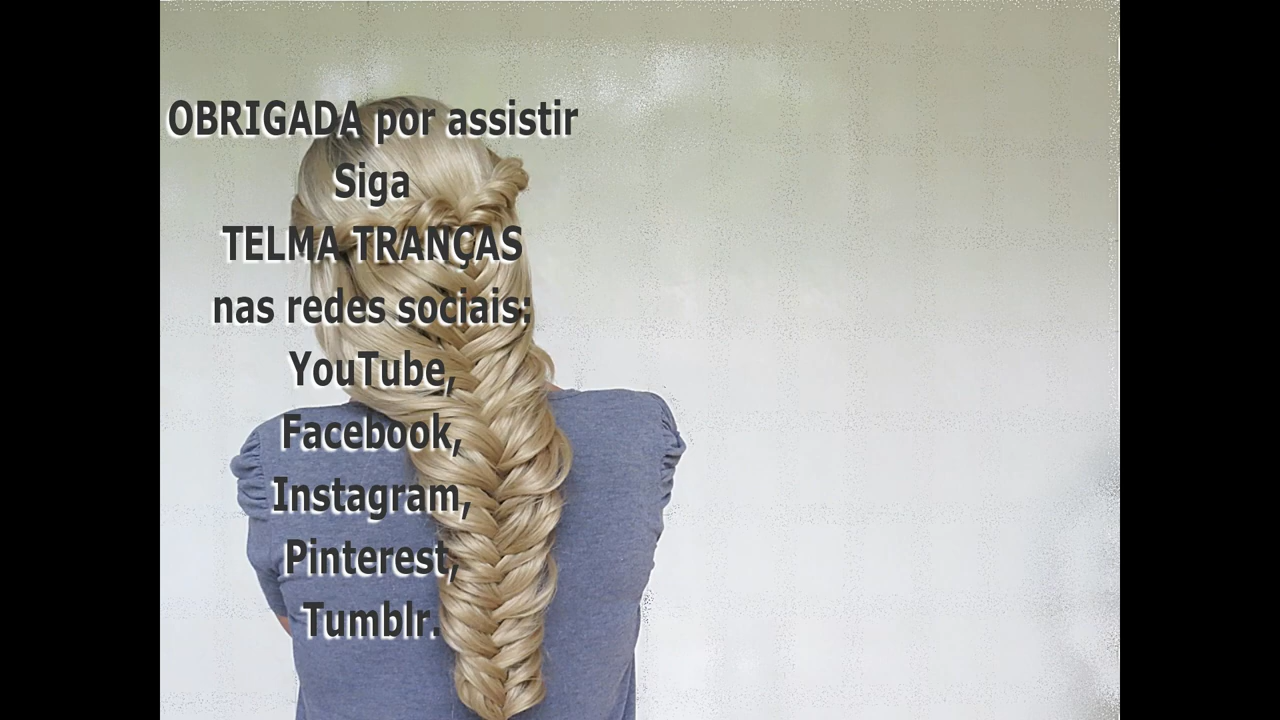 OBRIGADA por assistir
Siga
TELMA TRANÇAS
nas redes sociais:
YouTube,
Facebook,
Instagram,
Pinterest,
Tumblr.